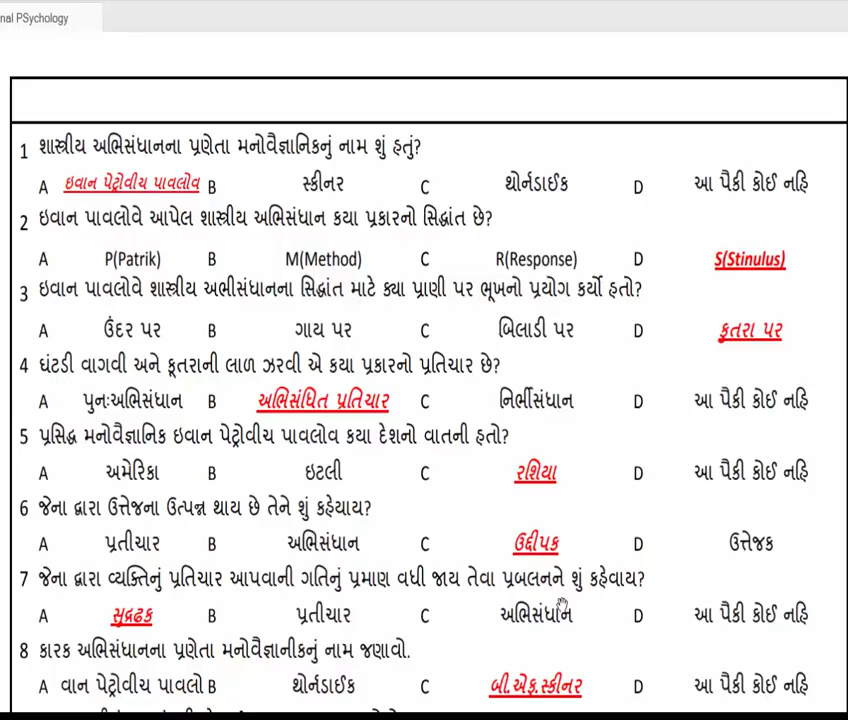 nal PSychology
1 શાસ્ત્રીય અભિસંધાનના પ્રણેતા મનોવૈજ્ઞાનિકનું નામ શું હતું?
A ઇવાન પેટ્રોવીચ પાવલોવ B સ્કીનર C થોર્નડાઈક D આ પૈકી કોઈ નહિ
2 ઇવાન પાવલોવે આપેલ શાસ્ત્રીય અભિસંધાન કયા પ્રકારનો સિદ્ધાંત છે?
A P(Patrik) B M(Method) C R(Response) D S(Stinulus)
3 ઇવાન પાવલોવે શાસ્ત્રીય અભીસંધાનના સિદ્ધાંત માટે ક્યા પ્રાણી પર ભૂખનો પ્રયોગ કર્યો હતો?
A ઉંદર પર B ગાય પર C બિલાડી પર D કુતરા પર
4 ઘંટડી વાગવી અને કૂતરાની લાળ ઝરવી એ કયા પ્રકારનો પ્રતિચાર છે?
A પુનઃઅભિસંધાન B અભિસંધિત પ્રતિચાર C નિર્ભીસંધાન D આ પૈકી કોઈ નહિ
5 પ્રસિદ્ધ મનોવૈજ્ઞાનિક ઇવાન પેટ્રોવીચ પાવલોવ કયા દેશનો વાતની હતો?
A અમેરિકા B ઇટલી C રશિયા D આ પૈકી કોઈ નહિ
6 જેના દ્વારા ઉત્તેજના ઉત્પન્ન થાય છે તેને શું કહેયાય?
A પ્રતીચાર B અભિસંધાન C ઉદ્દીપક D ઉત્તેજક
7 જેના દ્વારા વ્યક્તિનું પ્રતિચાર આપવાની ગતિનું પ્રમાણ વધી જાય તેવા પ્રબલનને શું કહેવાય?
A સુદ્રઢક B પ્રતીચાર C અભિસંધાન D આ પૈકી કોઈ નહિ
8 કારક અભિસંધાનના પ્રણેતા મનોવૈજ્ઞાનીકનું નામ જણાવો.
A વાન પેટ્રોવીચ પાવલો B થોર્નડાઈક C બી.એફ.સ્કીનર D આ પૈકી કોઈ નહિ